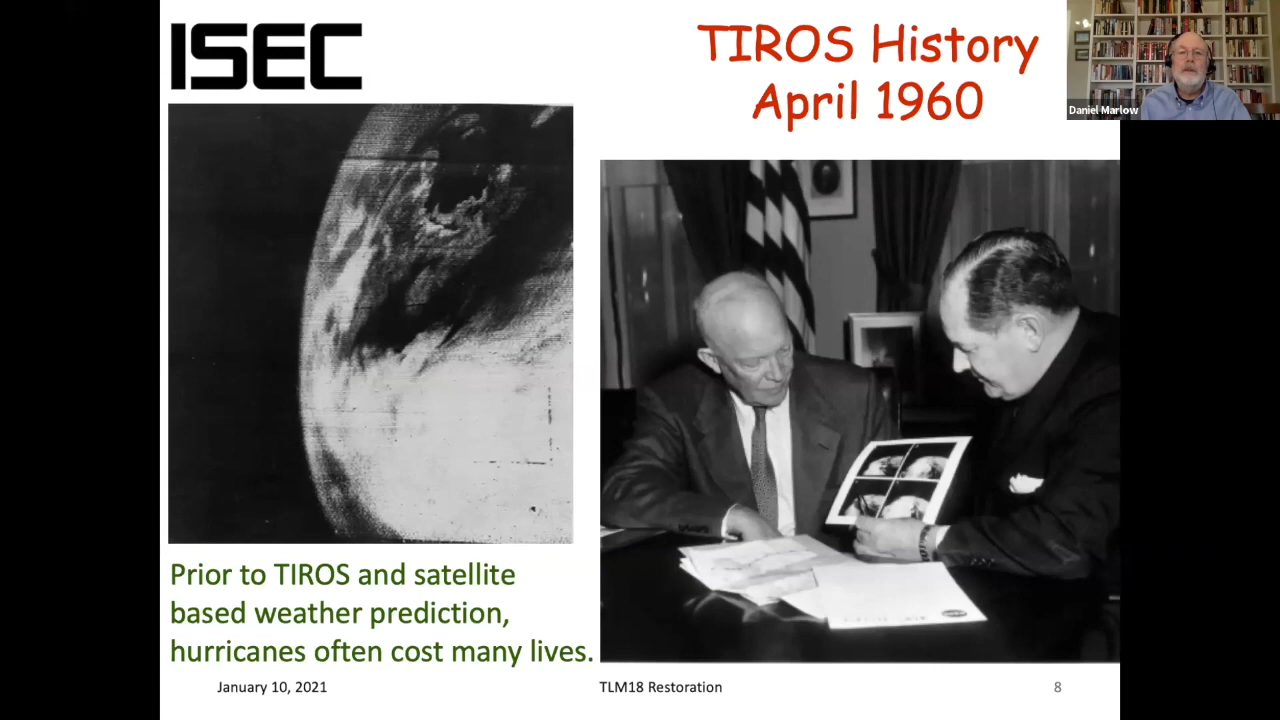 ISEC
TIROS History
April 1960
Daniel Marlow
Prior to TIROS and satellite
based weather prediction,
hurricanes often cost many lives.
January 10, 2021
TLM18 Restoration
8